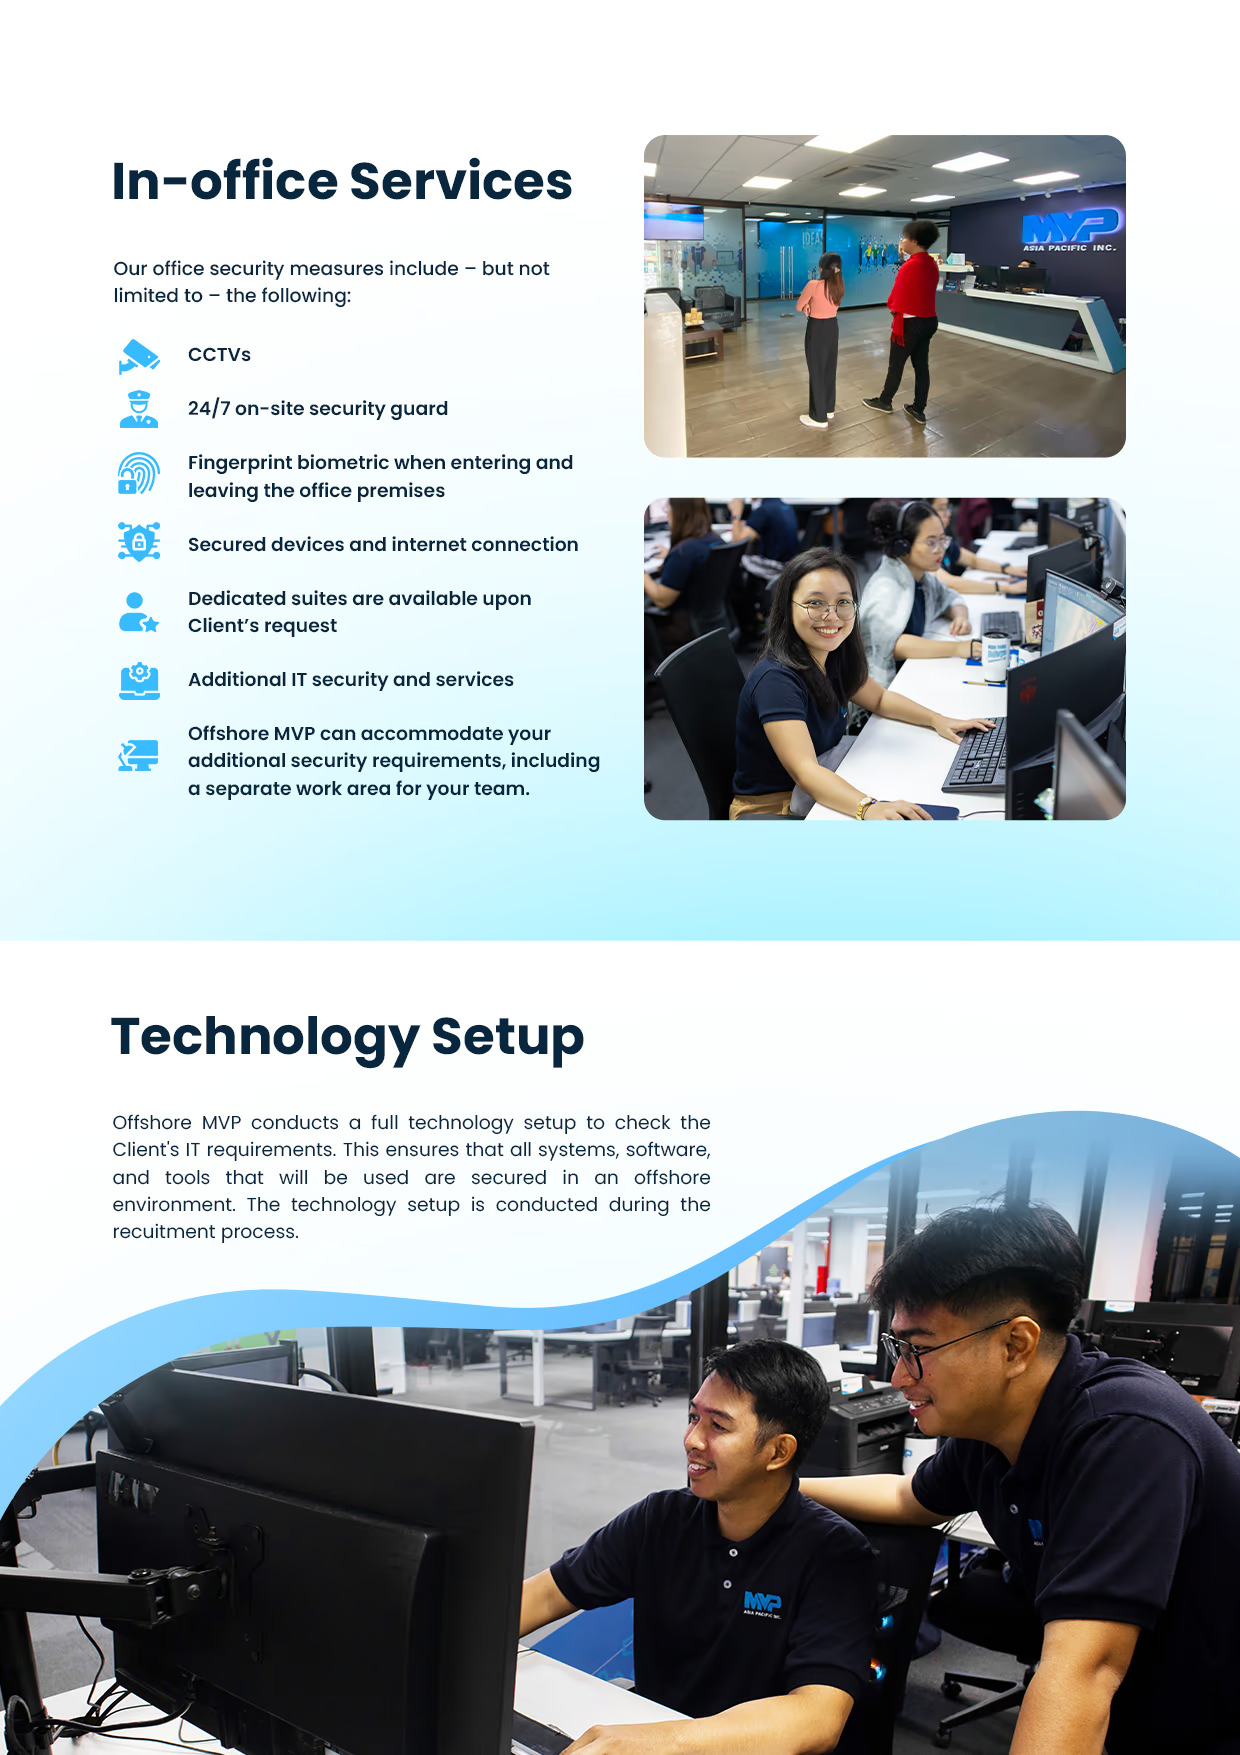 In-office Services
Our office security measures include – but not
limited to – the following:
CCTVs
24/7 on-site security guard
Fingerprint biometric when entering and
leaving the office premises
Secured devices and internet connection
Dedicated suites are available upon
Client’s request
Additional IT security and services
Offshore MVP can accommodate your
additional security requirements, including
a separate work area for your team.
IDEAS
MVP
ASIA PACIFIC INC.
Technology Setup
Offshore MVP conducts a full technology setup to check the
Client's IT requirements. This ensures that all systems, software,
and tools that will be used are secured in an offshore
environment. The technology setup is conducted during the
recuitment process.
MVP
ASIA PACIFIC INC.